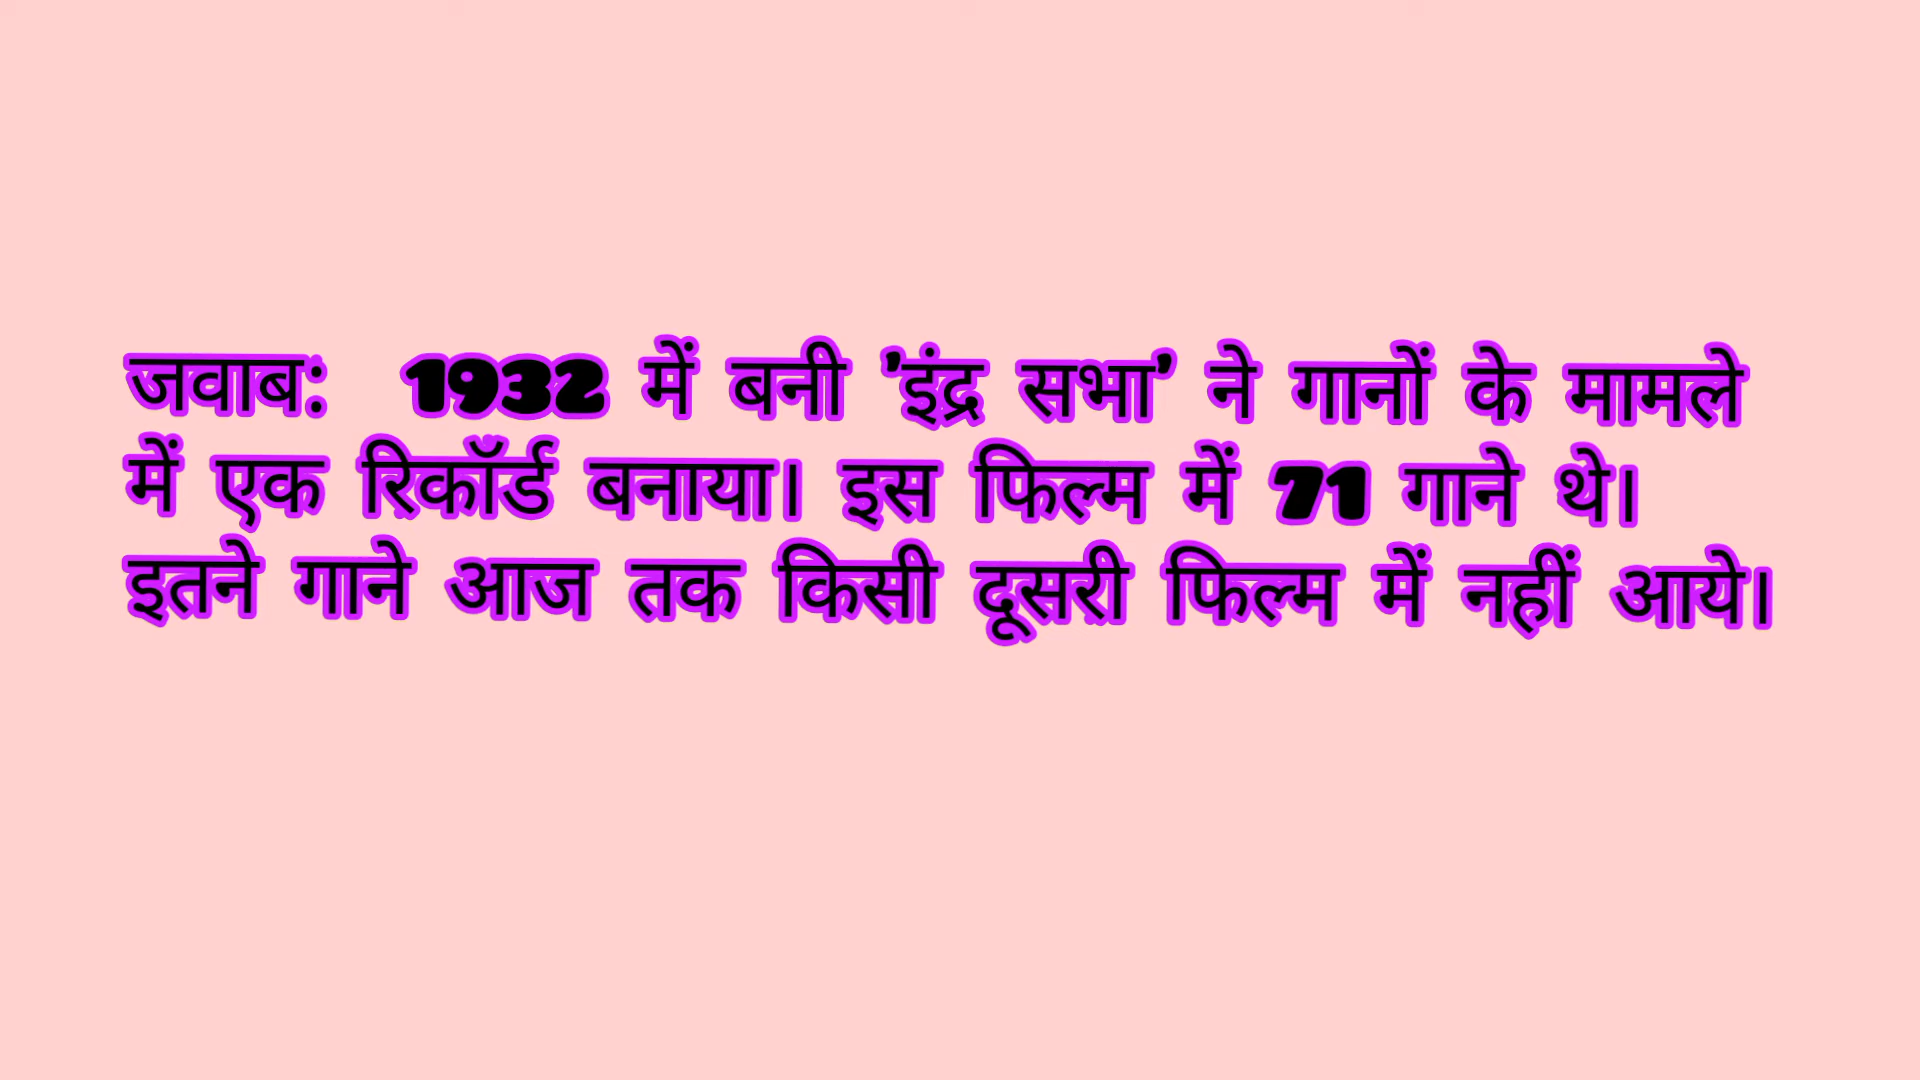 जवाब: 1932 में बनी 'इंद्र सभा' ने गानों के मामले
में एक रिकॉर्ड बनाया। इस फिल्म में 71 गाने थे।
इतने गाने आज तक किसी दूसरी फिल्म में नहीं आये।